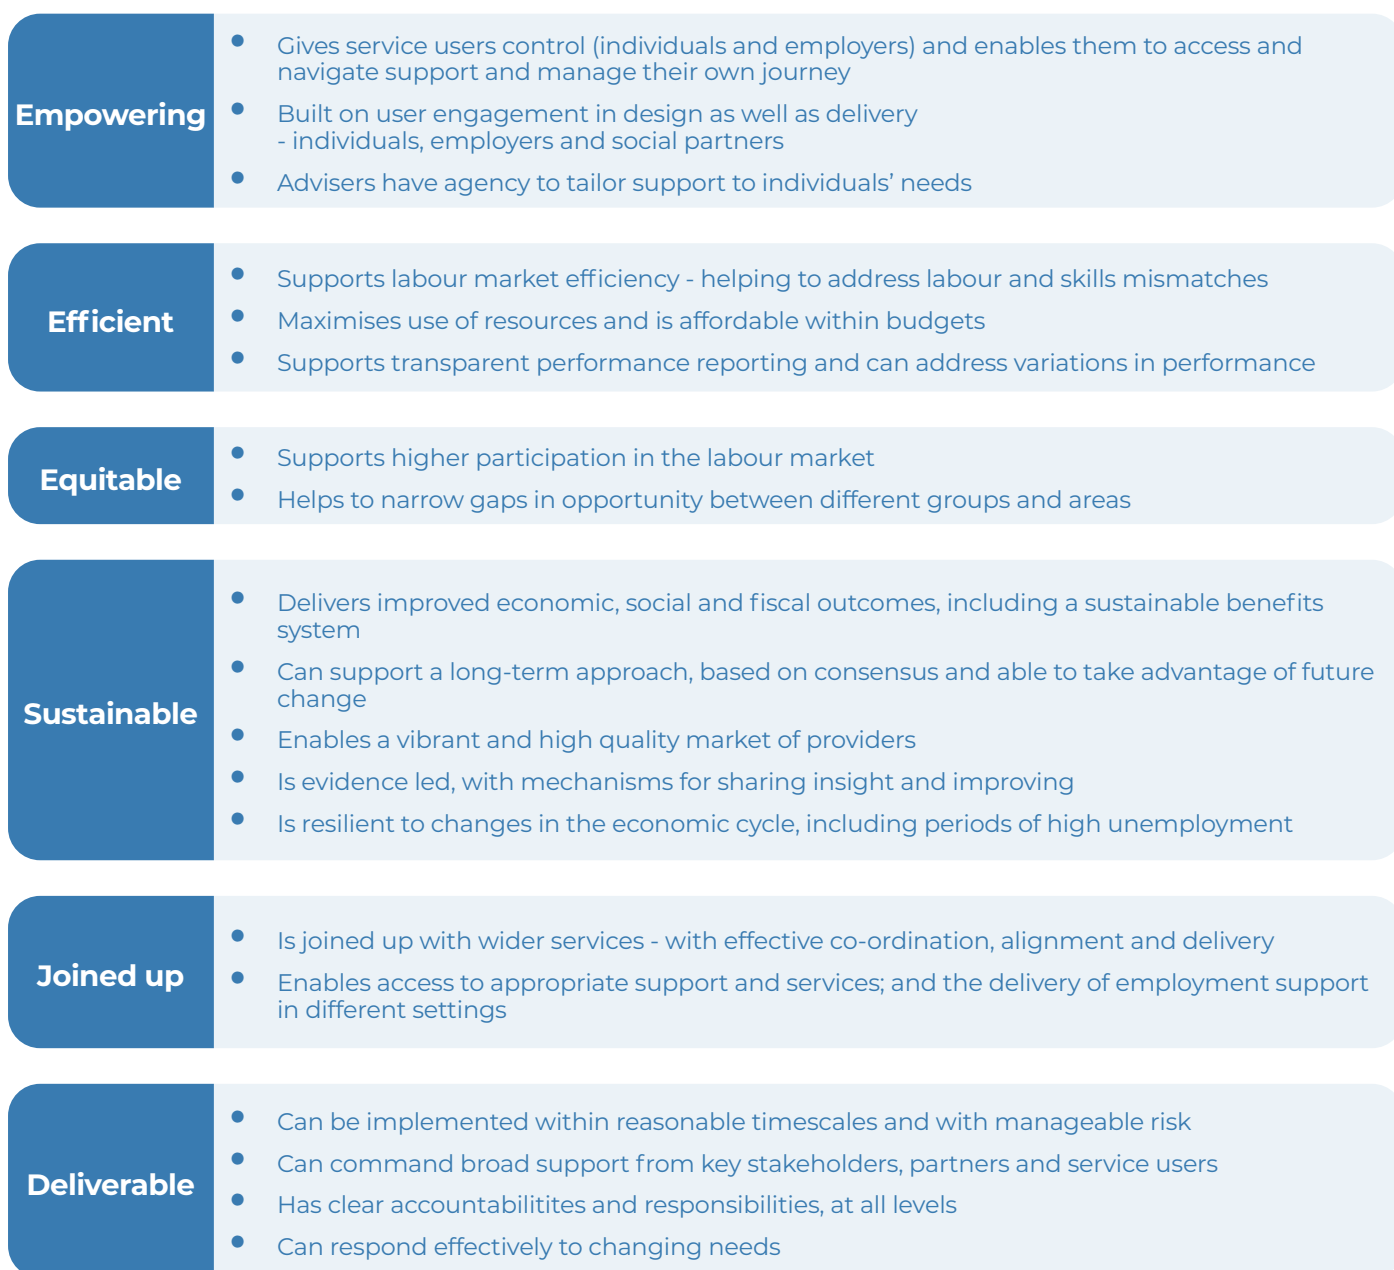 Empowering
• Gives service users control (individuals and employers) and enables them to access and
navigate support and manage their own journey
• Built on user engagement in design as well as delivery
- individuals, employers and social partners
• Advisers have agency to tailor support to individuals’ needs
Efficient
• Supports labour market efficiency - helping to address labour and skills mismatches
• Maximises use of resources and is affordable within budgets
• Supports transparent performance reporting and can address variations in performance
Equitable
• Supports higher participation in the labour market
• Helps to narrow gaps in opportunity between different groups and areas
Sustainable
• Delivers improved economic, social and fiscal outcomes, including a sustainable benefits
system
• Can support a long-term approach, based on consensus and able to take advantage of future
change
• Enables a vibrant and high quality market of providers
• Is evidence led, with mechanisms for sharing insight and improving
• Is resilient to changes in the economic cycle, including periods of high unemployment
Joined up
• Is joined up with wider services - with effective co-ordination, alignment and delivery
• Enables access to appropriate support and services; and the delivery of employment support
in different settings
Deliverable
• Can be implemented within reasonable timescales and with manageable risk
• Can command broad support from key stakeholders, partners and service users
• Has clear accountabilitites and responsibilities, at all levels
• Can respond effectively to changing needs